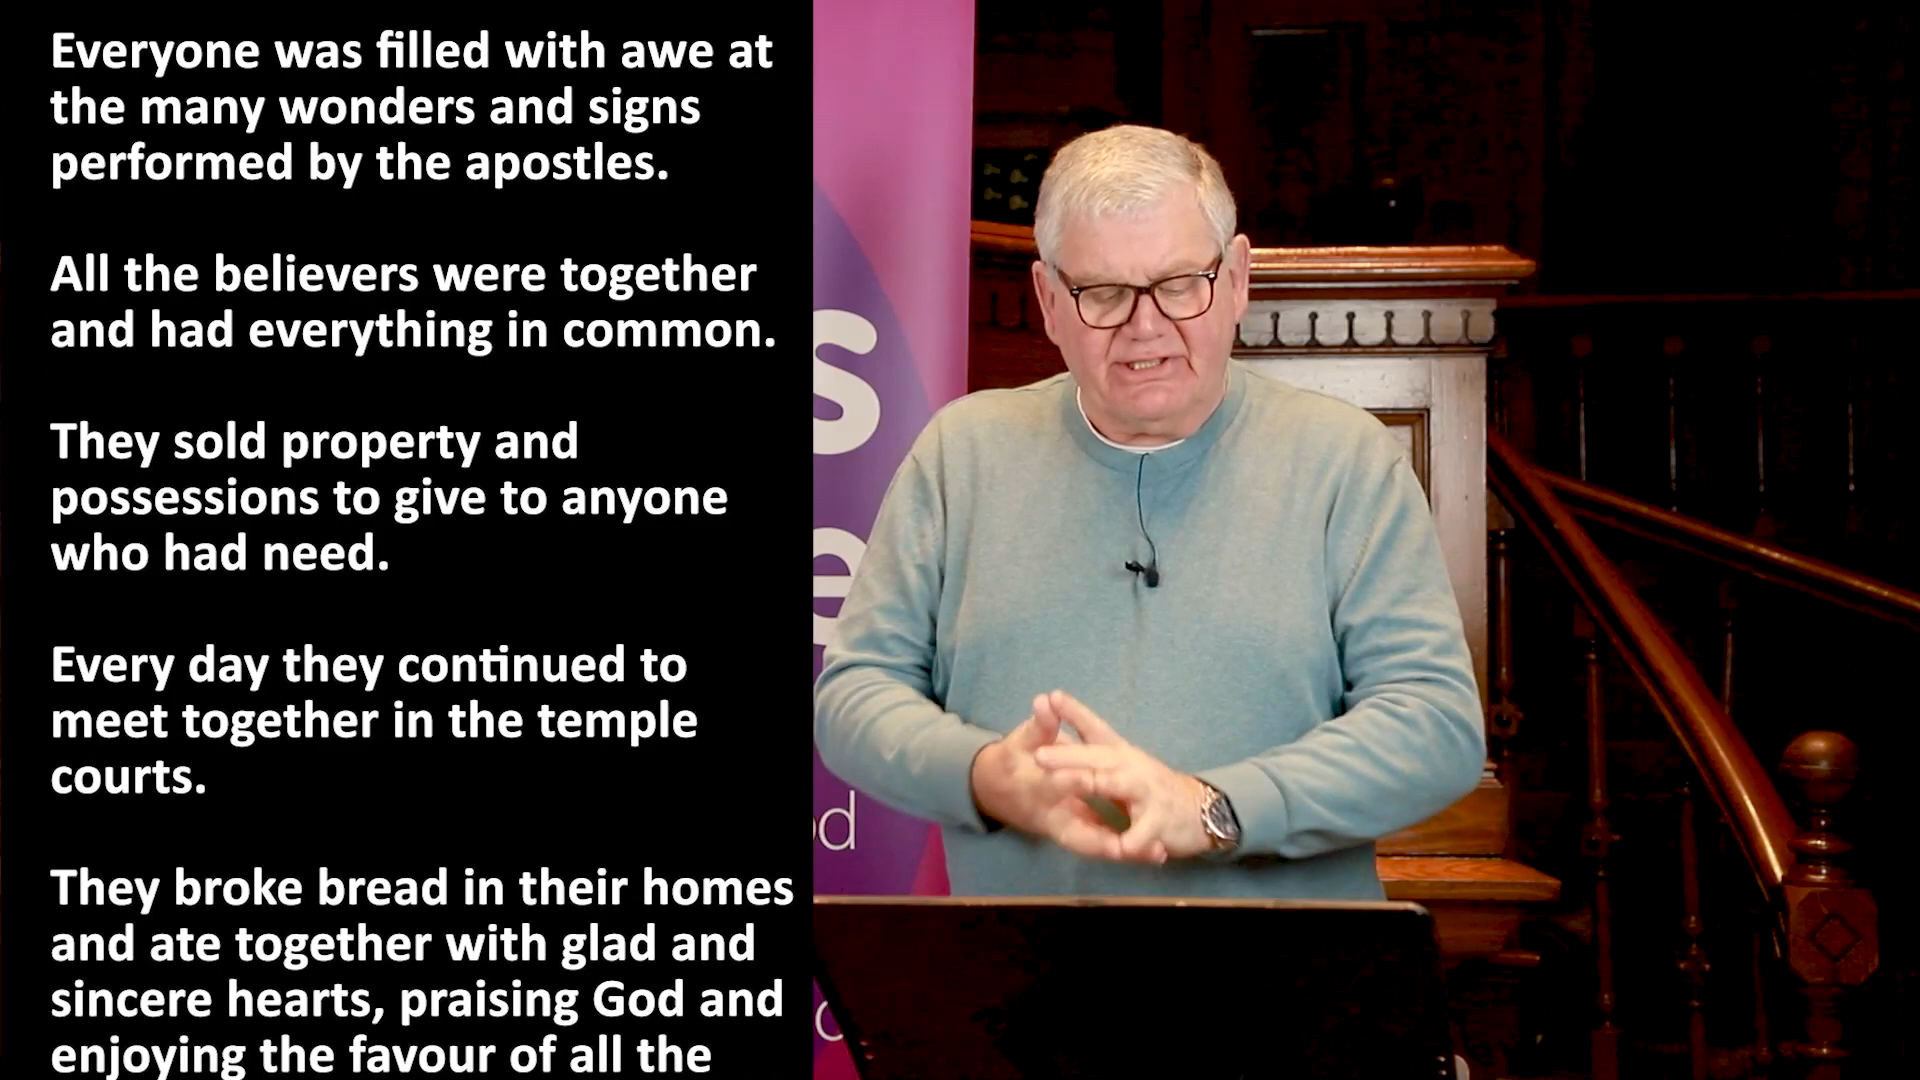 Everyone was filled with awe at
the many wonders and signs
performed by the apostles.
All the believers were together
and had everything in common.
They sold property and
possessions to give to anyone
who had need.
Every day they continued to
meet together in the temple
courts.
They broke bread in their homes
and ate together with glad and
sincere hearts, praising God and
enjoying the favour of all the